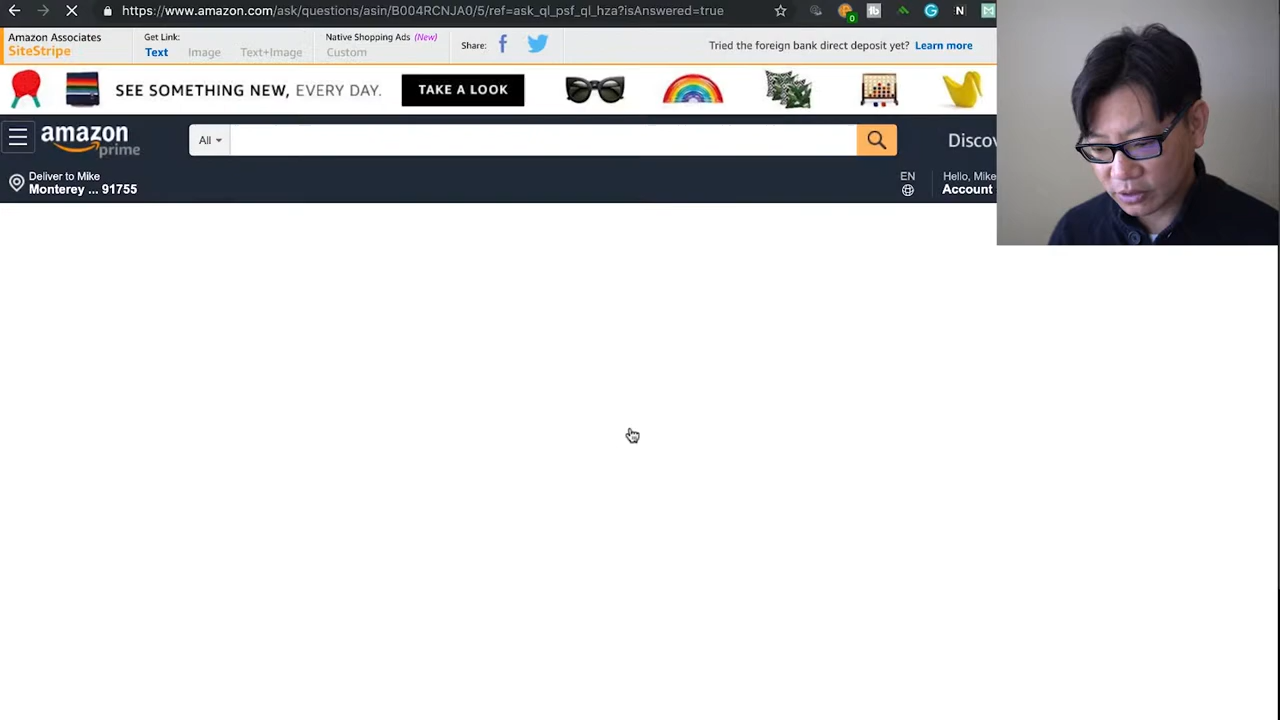 https://www.amazon.com/ask/questions/asin/B004RCNJA0/5/ref=ask_ql_psf_ql_hza?isAnswered=true
0
fb
G
N
M
Amazon Associates
SiteStripe
Get Link:
Text Image Text+Image
Native Shopping Ads (New)
Custom
Share:
Tried the foreign bank direct deposit yet? Learn more
SEE SOMETHING NEW, EVERY DAY. TAKE A LOOK
amazon
prime
All
Discov
Deliver to Mike
Monterey ... 91755
EN
Hello, Mike
Account